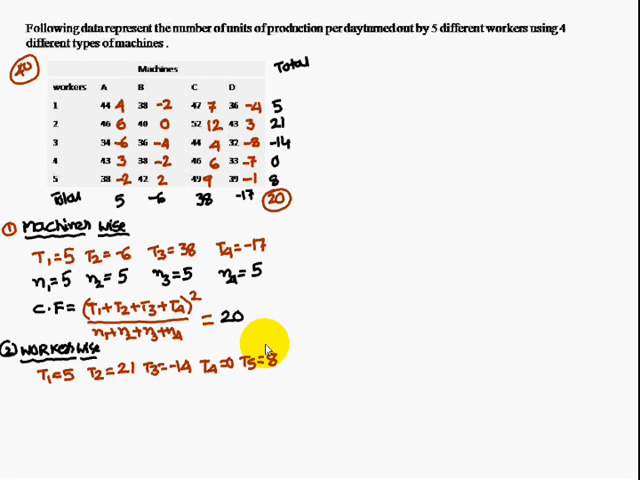 Following data represent the number of units of production per dayturned out by 5 different workers using 4
different types of machines .
40
Machines Total
workers A B C D
1 44 4 38 -2 47 7 36 -4 5
2 46 6 40 0 52 12 43 3 21
3 34 -6 36 -4 44 4 32 -8 -14
4 43 3 38 -2 46 6 33 -7 0
5 38 -2 42 2 49 9 39 -1 8
Total 5 -6 38 -17 20
① Machines wise
T1=5 T2=-6 T3=38 T4=-17
n1=5 n2=5 n3=5 n4=5
C.F = (T1+T2+T3+T4)² / n1+n2+n3+n4 = 20
② Worker wise
T1=5 T2=21 T3=-14 T4=0 T5=8